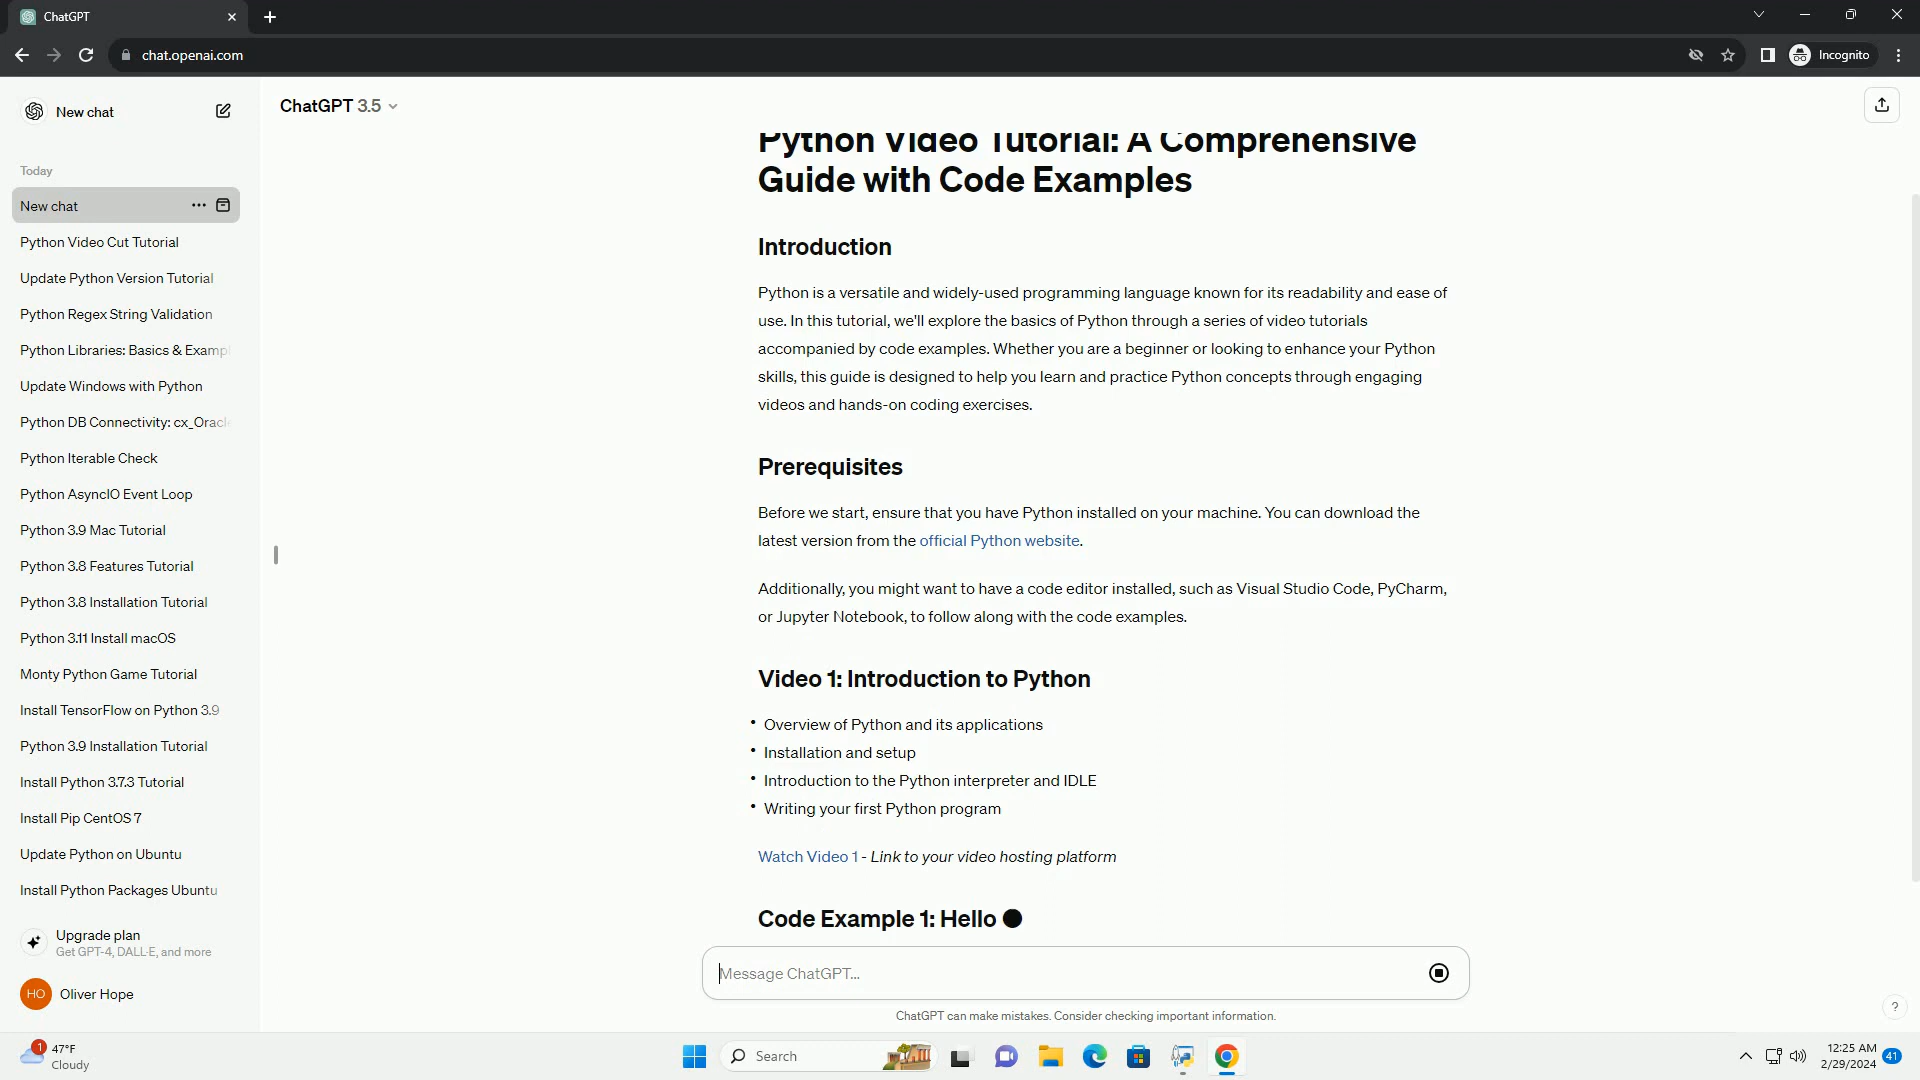 ChatGPT
chat.openai.com
Incognito
New chat
ChatGPT 3.5
Today
New chat
Python Video Cut Tutorial
Update Python Version Tutorial
Python Regex String Validation
Python Libraries: Basics & Exampl
Update Windows with Python
Python DB Connectivity: cx_Oracle
Python Iterable Check
Python AsyncIO Event Loop
Python 3.9 Mac Tutorial
Python 3.8 Features Tutorial
Python 3.8 Installation Tutorial
Python 3.11 Install macOS
Monty Python Game Tutorial
Install TensorFlow on Python 3.9
Python 3.9 Installation Tutorial
Install Python 3.7.3 Tutorial
Install Pip CentOS 7
Update Python on Ubuntu
Install Python Packages Ubuntu
Upgrade plan
Get GPT-4, DALL·E, and more
HO
Oliver Hope
Python Video Tutorial: A Comprehensive
Guide with Code Examples
Introduction
Python is a versatile and widely-used programming language known for its readability and ease of
use. In this tutorial, we'll explore the basics of Python through a series of video tutorials
accompanied by code examples. Whether you are a beginner or looking to enhance your Python
skills, this guide is designed to help you learn and practice Python concepts through engaging
videos and hands-on coding exercises.
Prerequisites
Before we start, ensure that you have Python installed on your machine. You can download the
latest version from the official Python website.
Additionally, you might want to have a code editor installed, such as Visual Studio Code, PyCharm,
or Jupyter Notebook, to follow along with the code examples.
Video 1: Introduction to Python
• Overview of Python and its applications
• Installation and setup
• Introduction to the Python interpreter and IDLE
• Writing your first Python program
Watch Video 1 - Link to your video hosting platform
Code Example 1: Hello
Message ChatGPT...
ChatGPT can make mistakes. Consider checking important information.
?
1
47°F
Cloudy
Search
12:25 AM
2/29/2024
41